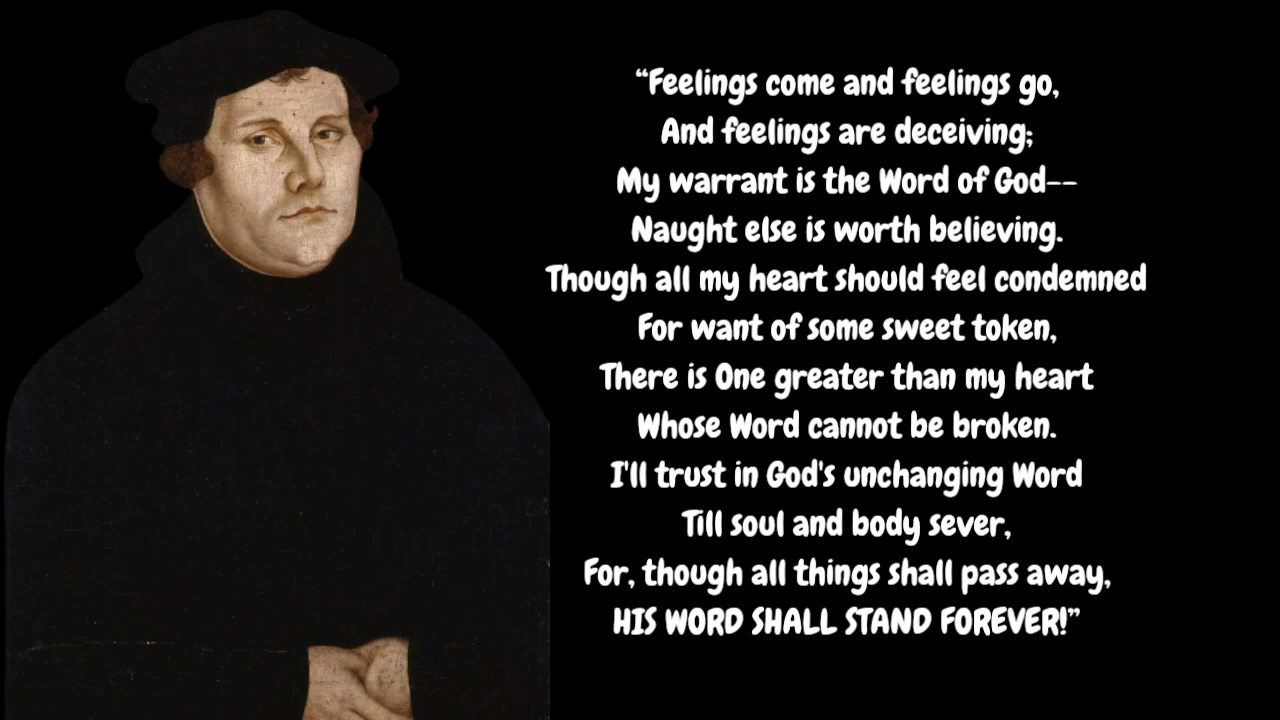 “Feelings come and feelings go,
And feelings are deceiving;
My warrant is the Word of God--
Naught else is worth believing.
Though all my heart should feel condemned
For want of some sweet token,
There is One greater than my heart
Whose Word cannot be broken.
I'll trust in God's unchanging Word
Till soul and body sever,
For, though all things shall pass away,
HIS WORD SHALL STAND FOREVER!”